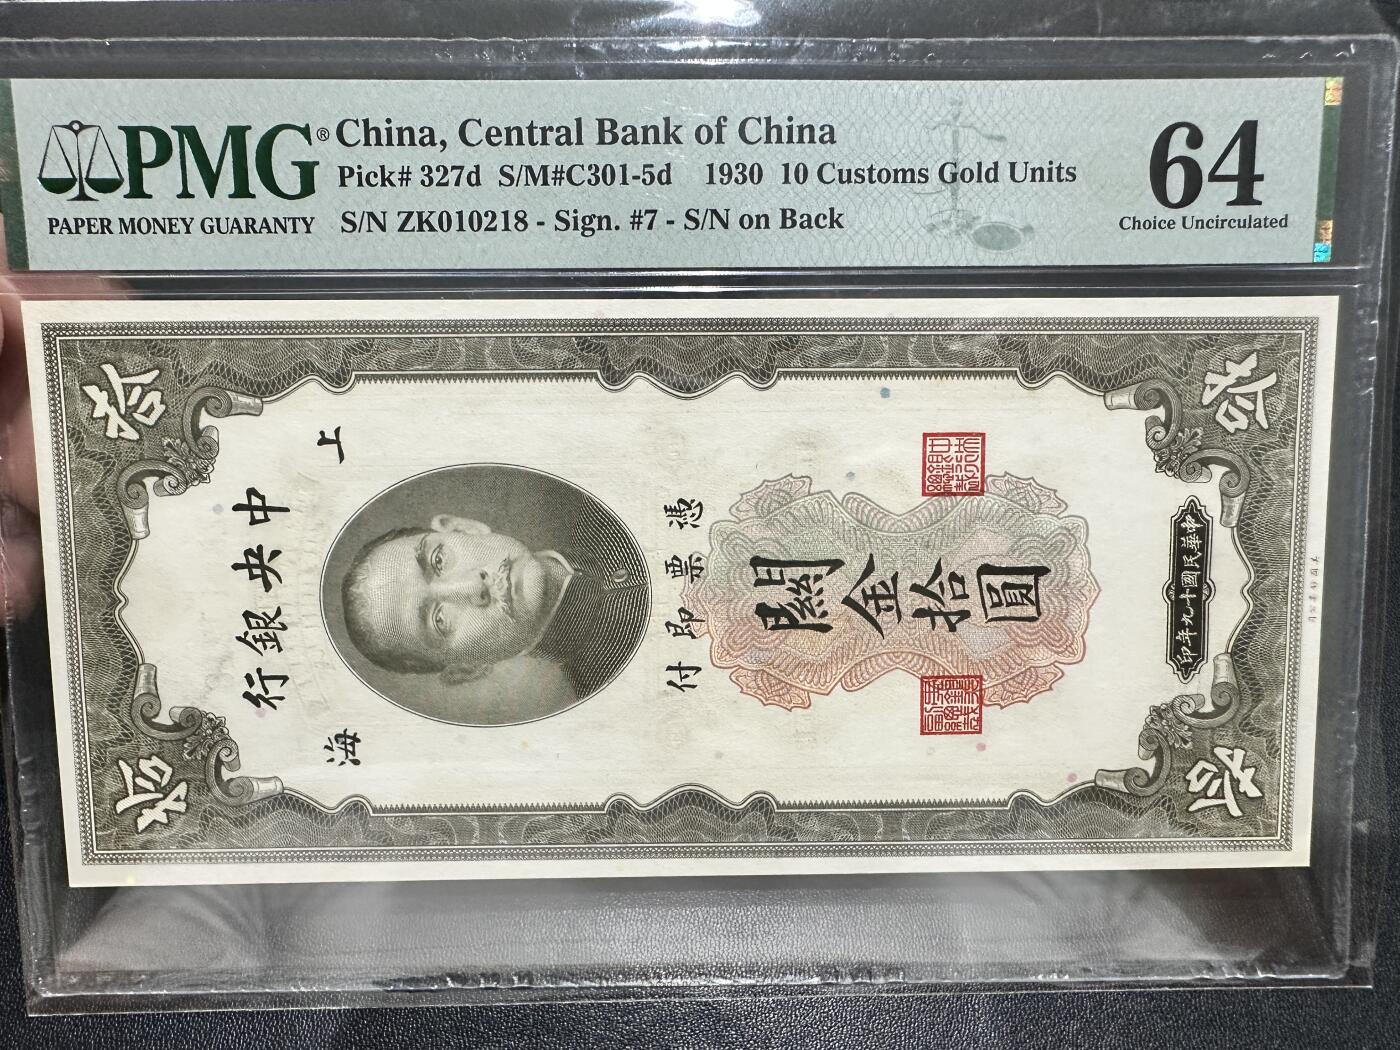 PMG®
PAPER MONEY GUARANTY
China, Central Bank of China
Pick# 327d S/M#C301-5d 1930 10 Customs Gold Units
S/N ZK010218 - Sign. #7 - S/N on Back
64
Choice Uncirculated
拾
拾
中央銀行
上
海
憑票即付
關金拾圓
中華民國十九年印
拾
拾